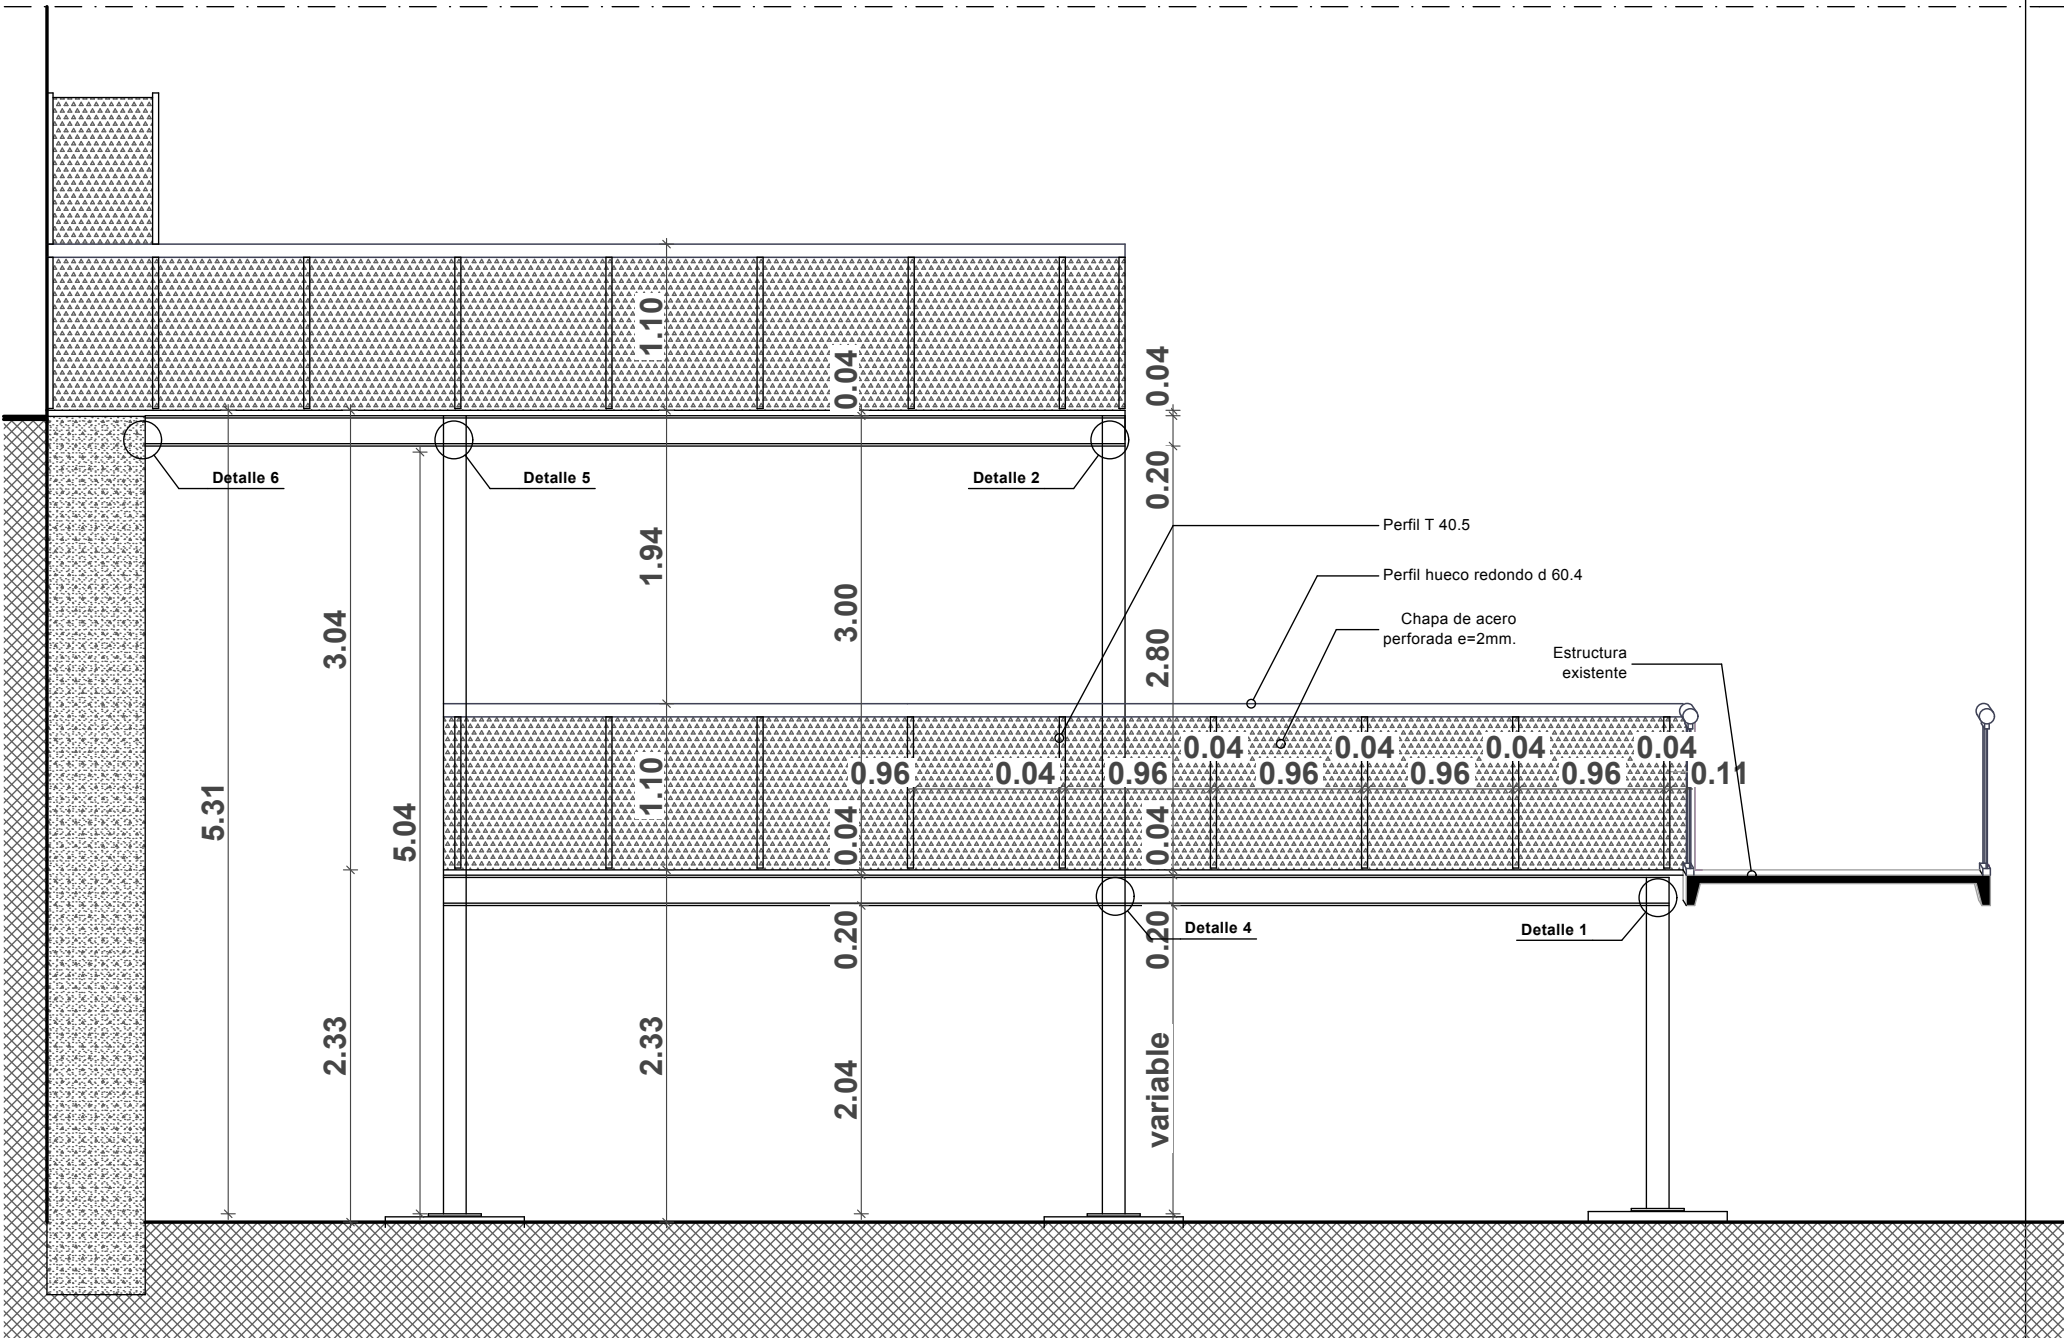 1.10
0.04
0.04
Detalle 6
Detalle 5
Detalle 2
0.20
Perfil T 40.5
1.94
Perfil hueco redondo d 60.4
3.04
3.00
Chapa de acero
perforada e=2mm.
2.80
Estructura
existente
0.04
0.04
0.04
0.04
0.96
0.04
0.96
0.96
0.96
0.96
0.11
5.31
5.04
1.10
0.04
0.04
0.20
0.20
Detalle 4
Detalle 1
2.33
2.33
2.04
variable